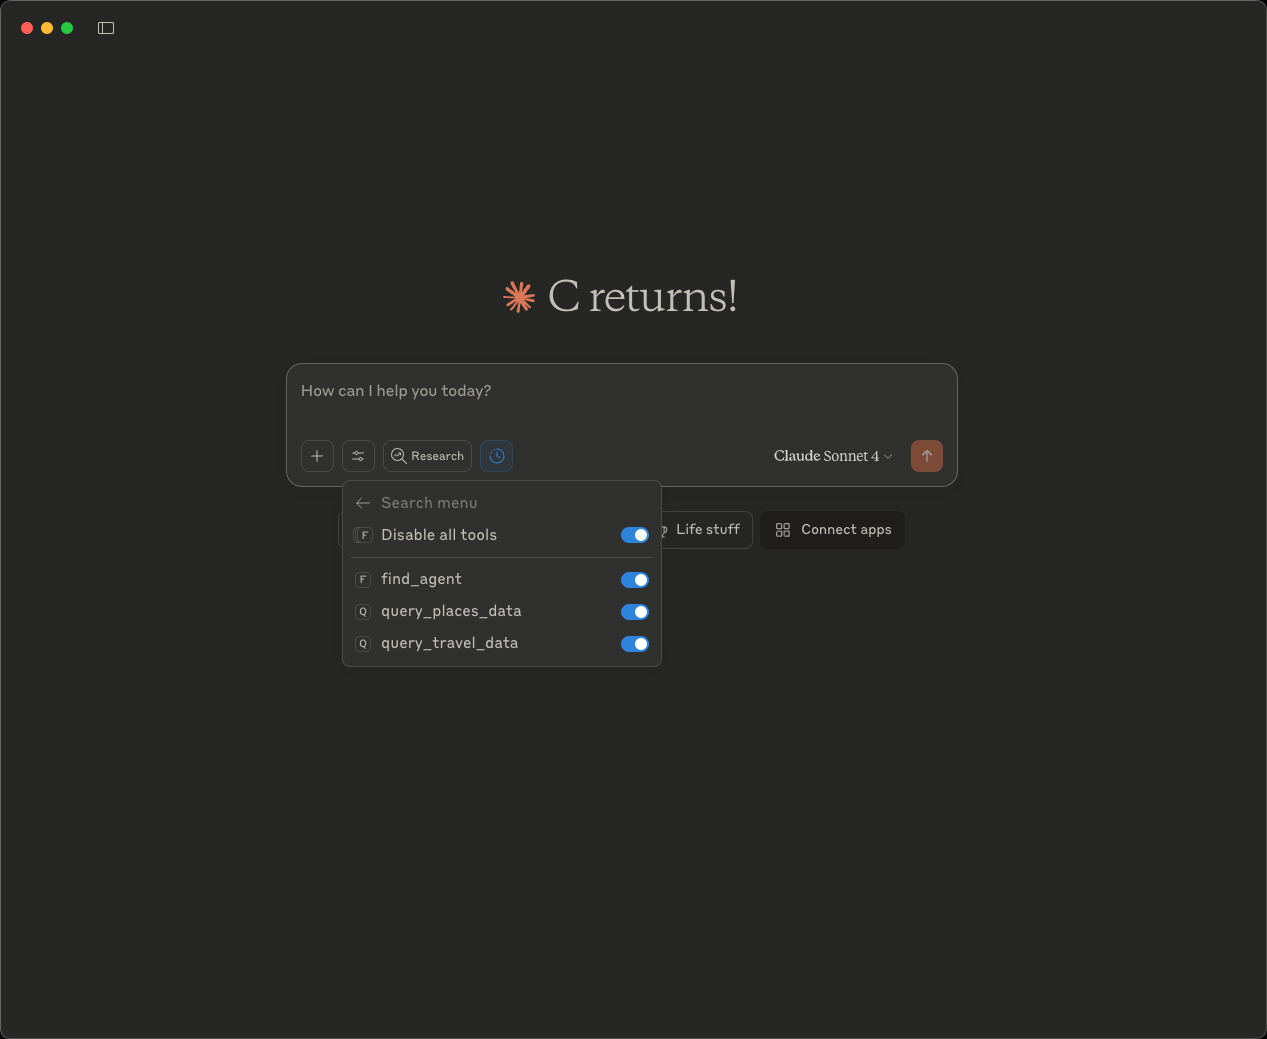 C returns!
How can I help you today?
Research
Claude Sonnet 4
Search menu
F Disable all tools
F find_agent
Q query_places_data
Q query_travel_data
Life stuff
Connect apps